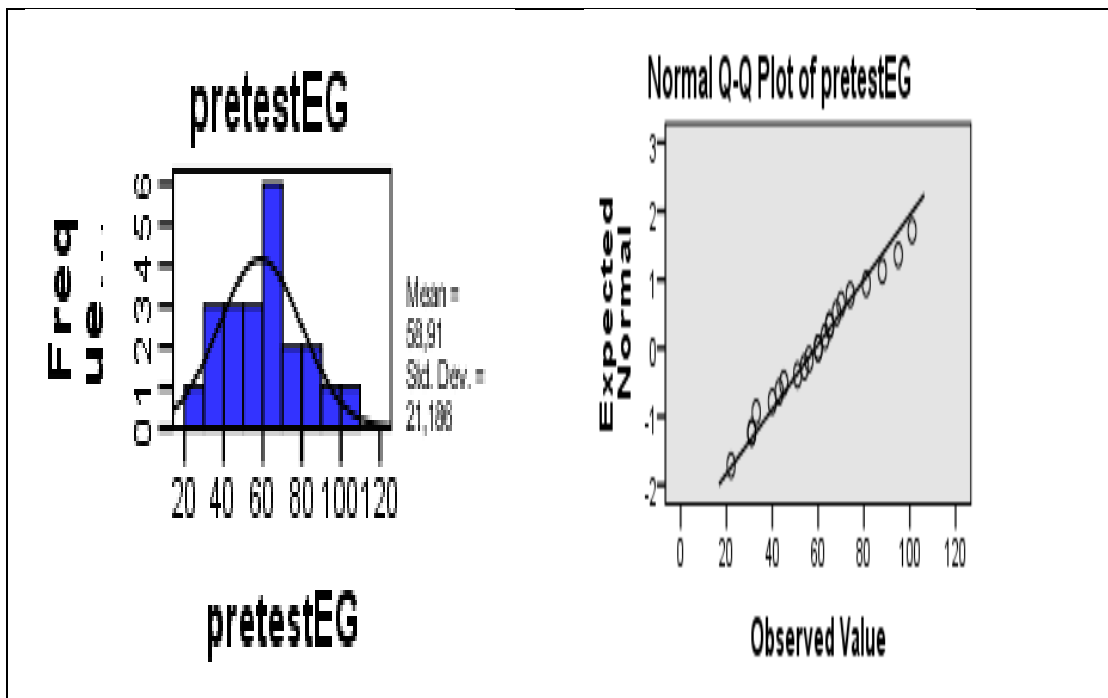 pretestEG
Freq
ue...
6
5
4
3
2
1
0
20 40 60 80 100 120
Mean =
58,91
Std. Dev. =
21,186
pretestEG
Normal Q-Q Plot of pretestEG
Expected
Normal
3
2
1
0
-1
-2
0 20 40 60 80 100 120
Observed Value